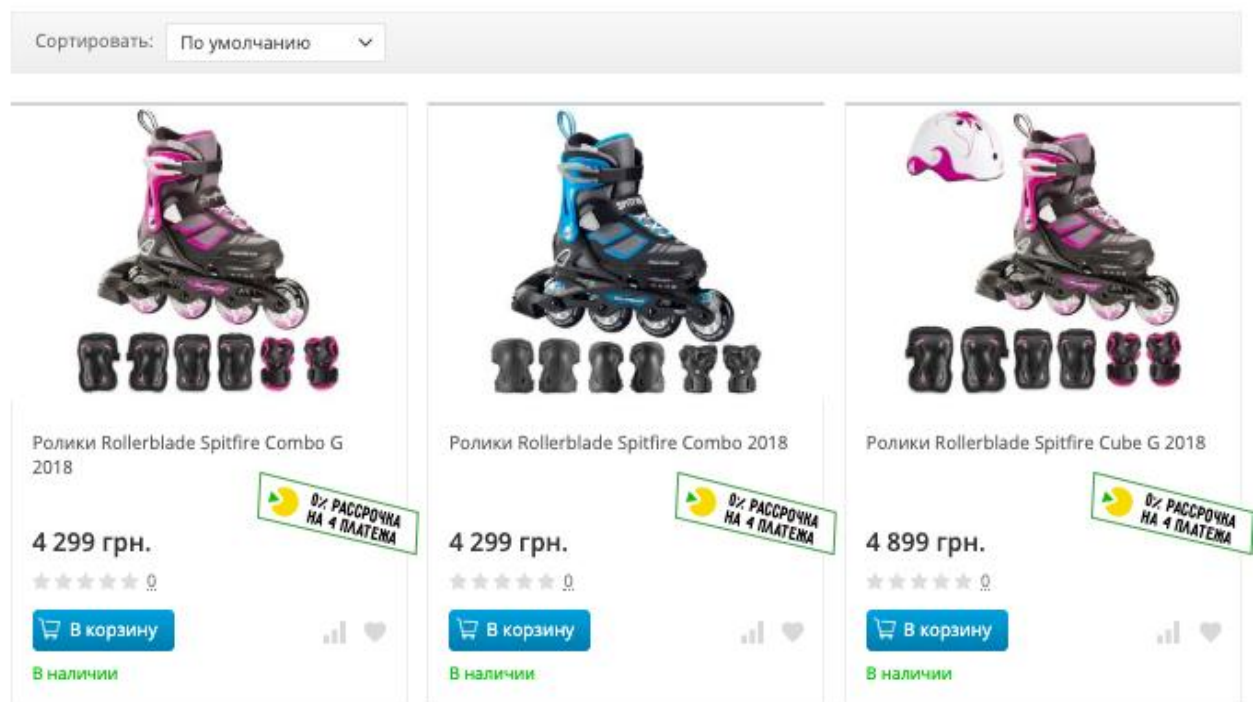 Сортировать: По умолчанию
Ролики Rollerblade Spitfire Combo G
2018
0% РАССРОЧКА
НА 4 ПЛАТЕЖА
4 299 грн.
0
В корзину
В наличии
SPITFIRE
Ролики Rollerblade Spitfire Combo 2018
0% РАССРОЧКА
НА 4 ПЛАТЕЖА
4 299 грн.
0
В корзину
В наличии
Ролики Rollerblade Spitfire Cube G 2018
0% РАССРОЧКА
НА 4 ПЛАТЕЖА
4 899 грн.
0
В корзину
В наличии